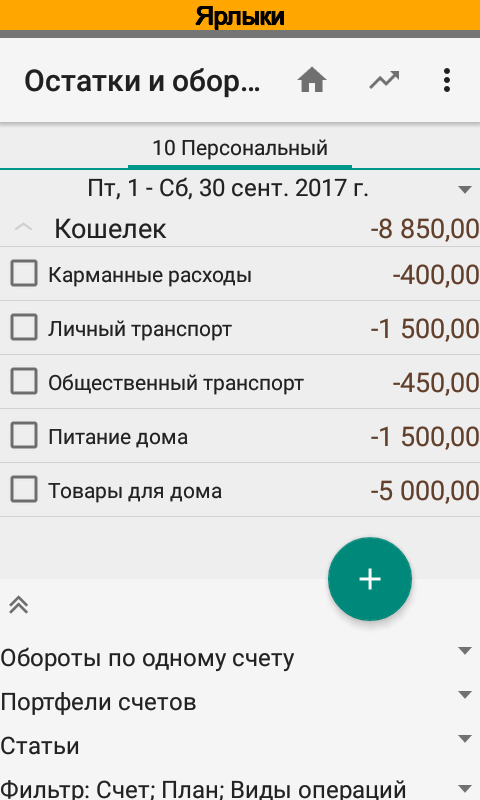 Ярлыки
Остатки и обор...
10 Персональный
Пт, 1 - Сб, 30 сент. 2017 г.
Кошелек -8 850,00
Карманные расходы -400,00
Личный транспорт -1 500,00
Общественный транспорт -450,00
Питание дома -1 500,00
Товары для дома -5 000,00
Обороты по одному счету
Портфели счетов
Статьи
Фильтр: Счет; План; Виды операций